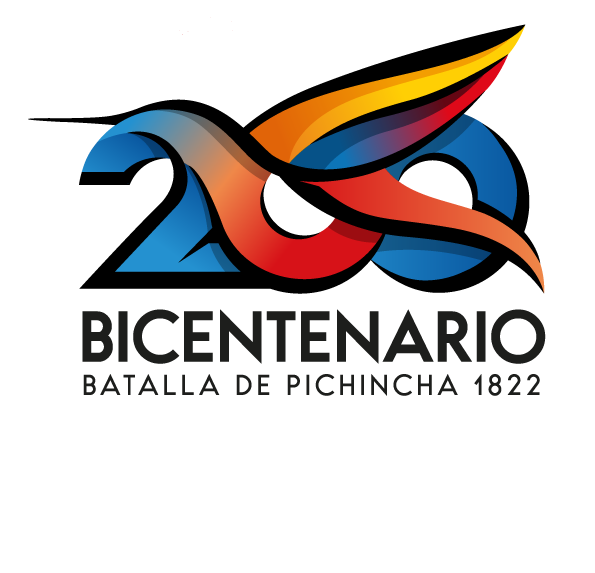 200
BICENTENARIO
BATALLA DE PICHINCHA 1822